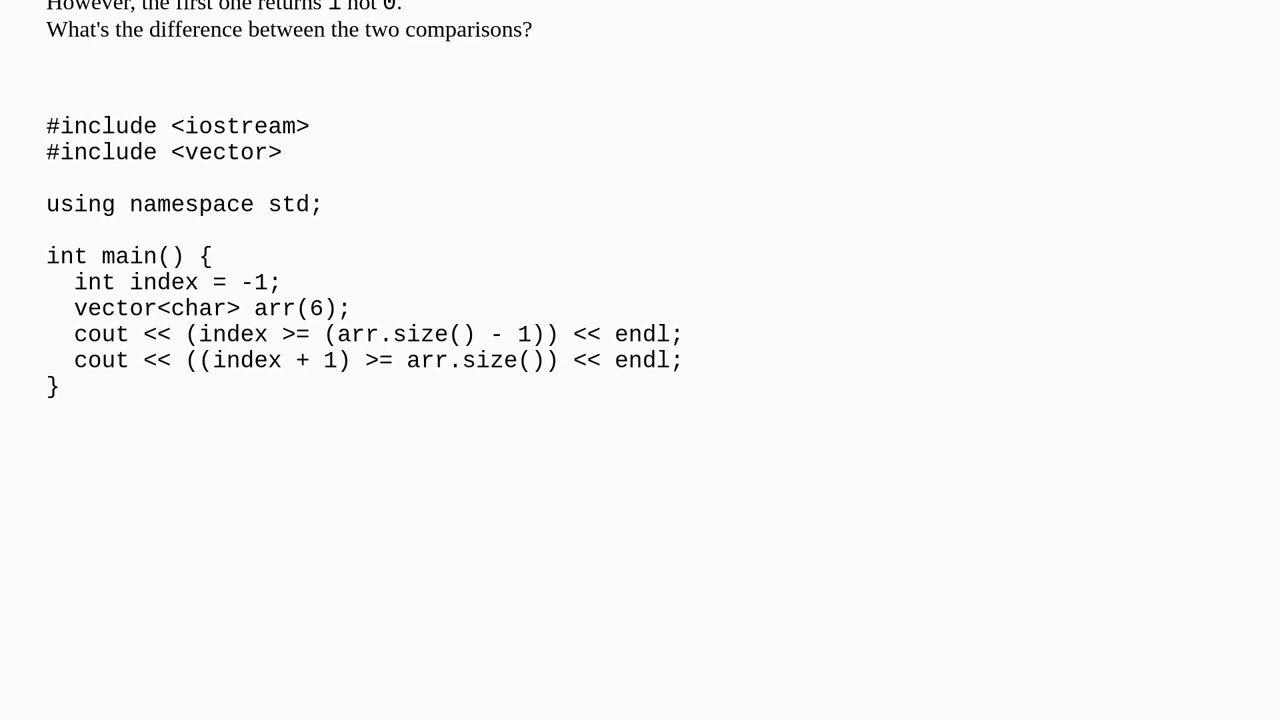 However, the first one returns 1 not 0.
What's the difference between the two comparisons?
#include <iostream>
#include <vector>
using namespace std;
int main() {
  int index = -1;
  vector<char> arr(6);
  cout << (index >= (arr.size() - 1)) << endl;
  cout << ((index + 1) >= arr.size()) << endl;
}